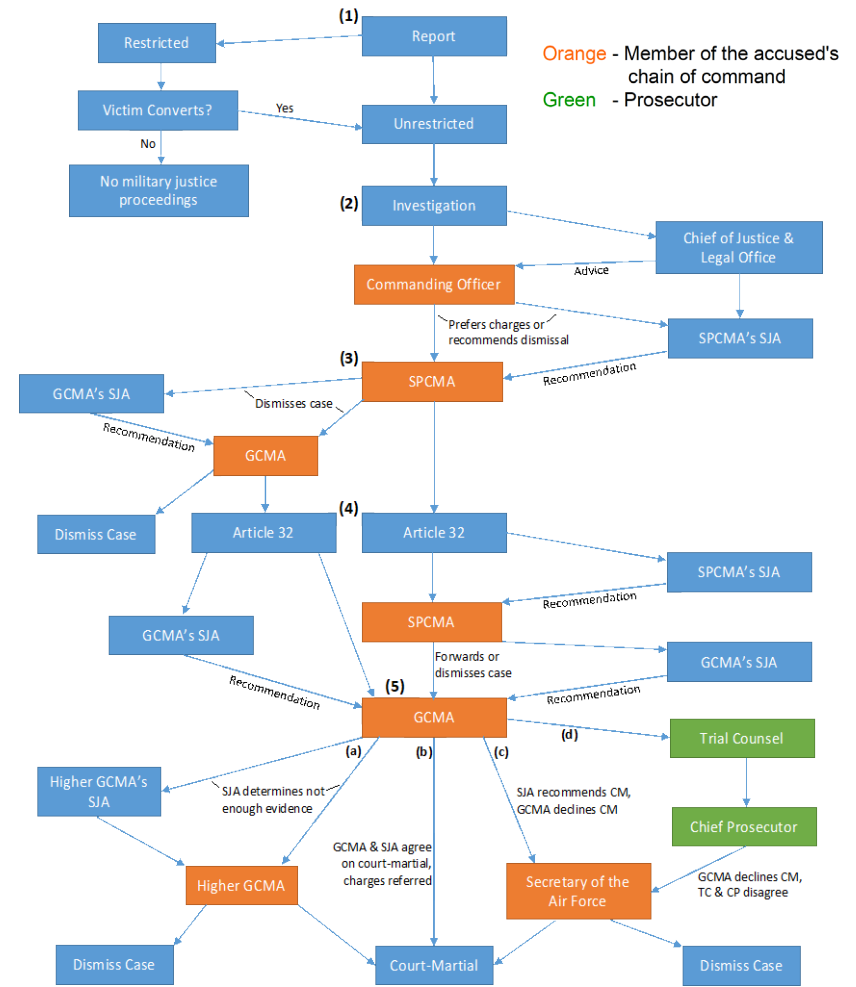 (1)
Restricted
Report
Orange - Member of the accused's
chain of command
Green - Prosecutor
Victim Converts?
Yes
Unrestricted
No
No military justice
proceedings
(2)
Investigation
Chief of Justice &
Legal Office
Advice
Commanding Officer
Prefers charges or
recommends dismissal
SPCMA's SJA
(3)
SPCMA
Recommendation
GCMA's SJA
Dismisses case
Recommendation
GCMA
(4)
Dismiss Case
Article 32
Article 32
SPCMA's SJA
Recommendation
SPCMA
GCMA's SJA
Forwards or
dismisses case
GCMA's SJA
Recommendation
(5)
Recommendation
GCMA
(a)
(b)
(c)
(d)
Trial Counsel
Higher GCMA's
SJA
SJA determines not
enough evidence
SJA recommends CM,
GCMA declines CM
Chief Prosecutor
GCMA & SJA agree
on court-martial,
charges referred
Higher GCMA
Secretary of the
Air Force
GCMA declines CM,
TC & CP disagree
Dismiss Case
Court-Martial
Dismiss Case